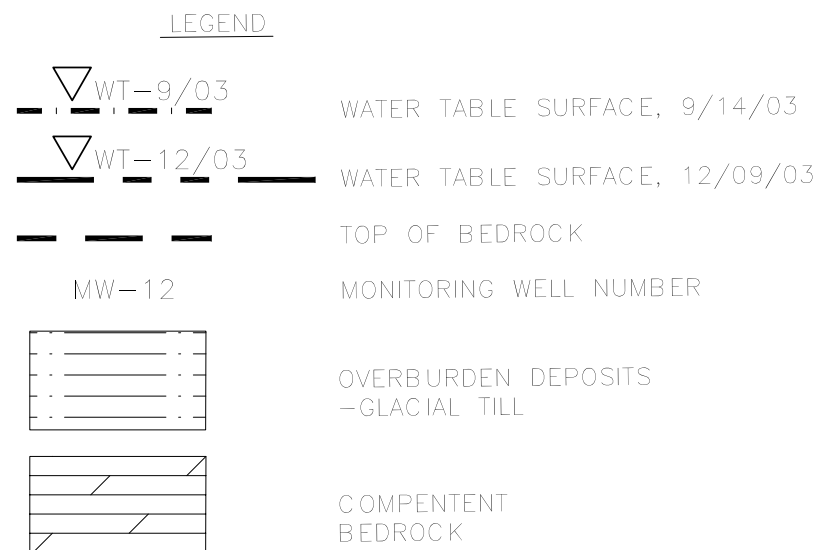 LEGEND
WT-9/03
WATER TABLE SURFACE, 9/14/03
WT-12/03
WATER TABLE SURFACE, 12/09/03
TOP OF BEDROCK
MW-12
MONITORING WELL NUMBER
OVERBURDEN DEPOSITS
-GLACIAL TILL
COMPENTENT
BEDROCK